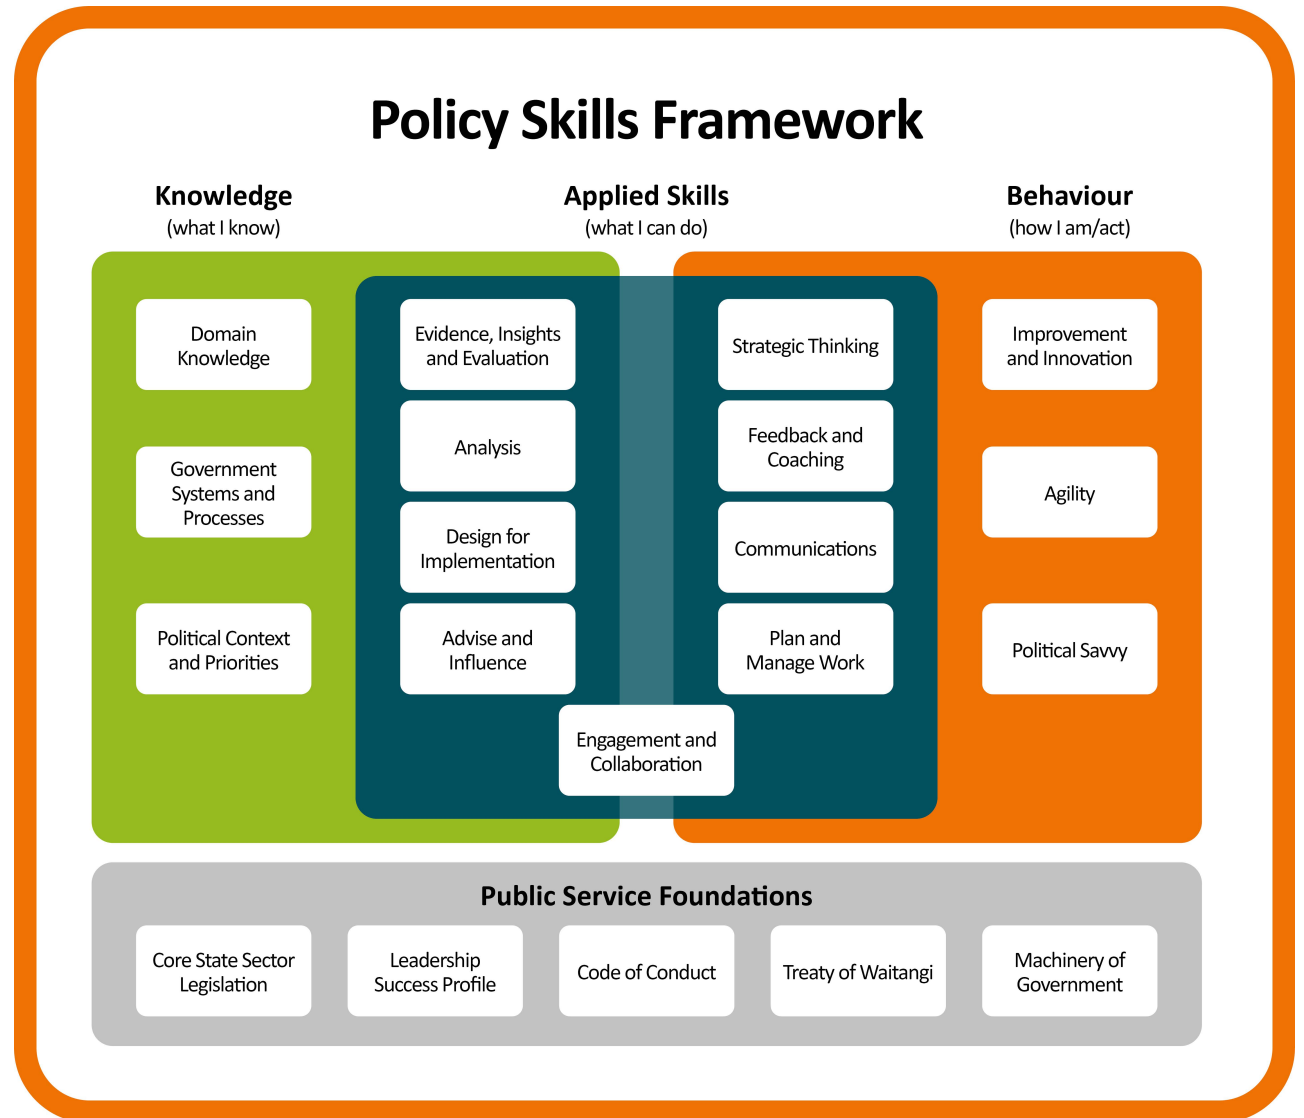 Policy Skills Framework
Knowledge
(what I know)
Applied Skills
(what I can do)
Behaviour
(how I am/act)
Domain
Knowledge
Government
Systems and
Processes
Political Context
and Priorities
Evidence, Insights
and Evaluation
Analysis
Design for
Implementation
Advise and
Influence
Strategic Thinking
Feedback and
Coaching
Communications
Plan and
Manage Work
Engagement and
Collaboration
Improvement
and Innovation
Agility
Political Savvy
Public Service Foundations
Core State Sector
Legislation
Leadership
Success Profile
Code of Conduct
Treaty of Waitangi
Machinery of
Government